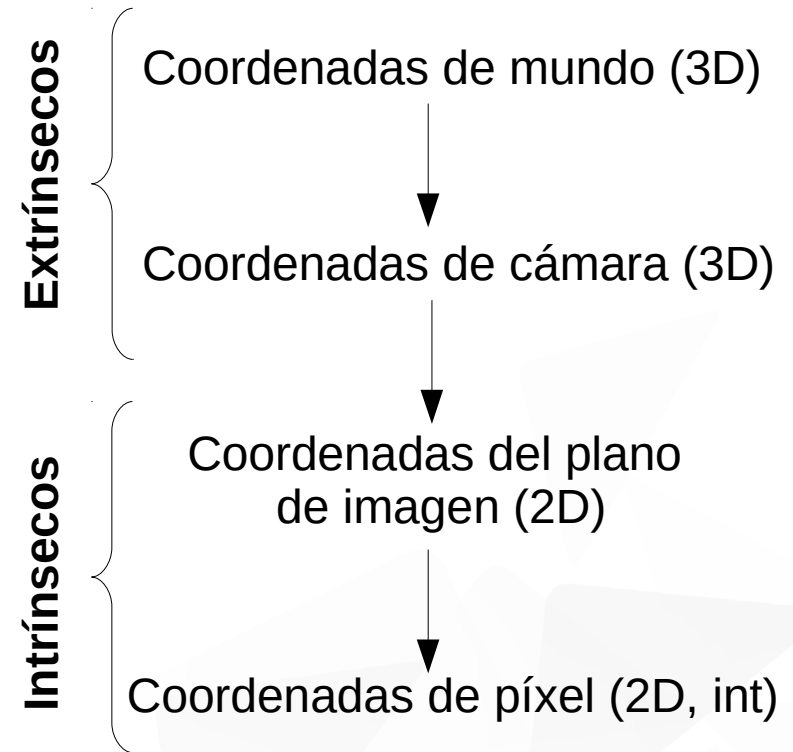 Extrínsecos
Coordenadas de mundo (3D)
Coordenadas de cámara (3D)
Intrínsecos
Coordenadas del plano
de imagen (2D)
Coordenadas de píxel (2D, int)